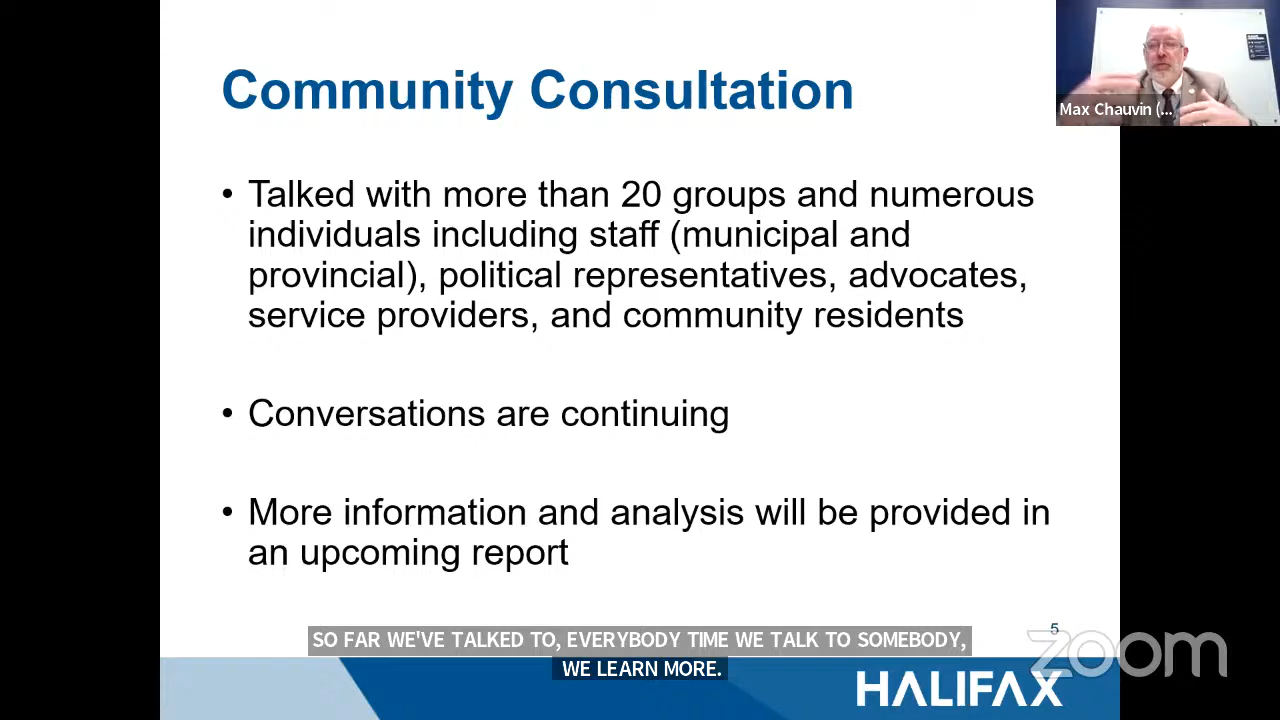 Community Consultation
• Talked with more than 20 groups and numerous
individuals including staff (municipal and
provincial), political representatives, advocates,
service providers, and community residents
• Conversations are continuing
• More information and analysis will be provided in
an upcoming report
Max Chauvin (...
SO FAR WE'VE TALKED TO, EVERYBODY TIME WE TALK TO SOMEBODY,
WE LEARN MORE.
5
zoom
HALIFAX